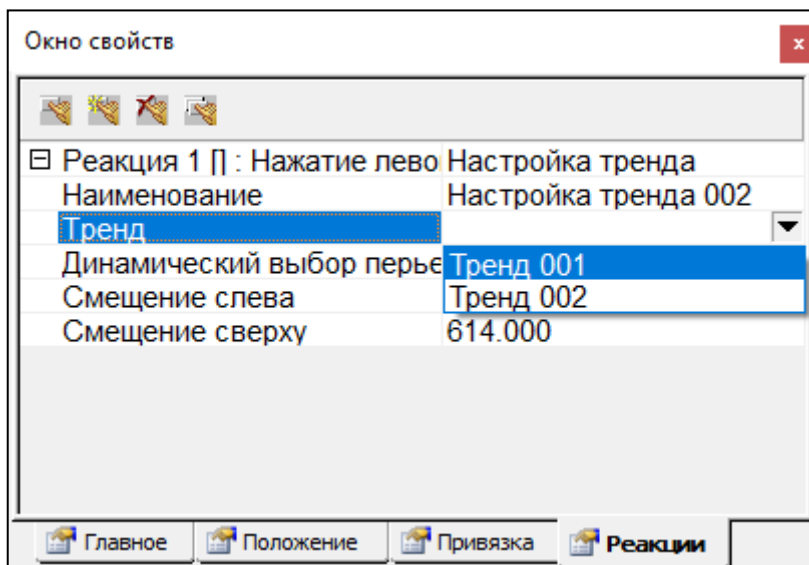 Окно свойств
x
Реакция 1 [] : Нажатие лево Настройка тренда
Наименование Настройка тренда 002
Тренд
Динамический выбор перье Тренд 001
Смещение слева Тренд 002
Смещение сверху 614.000
Главное Положение Привязка Реакции